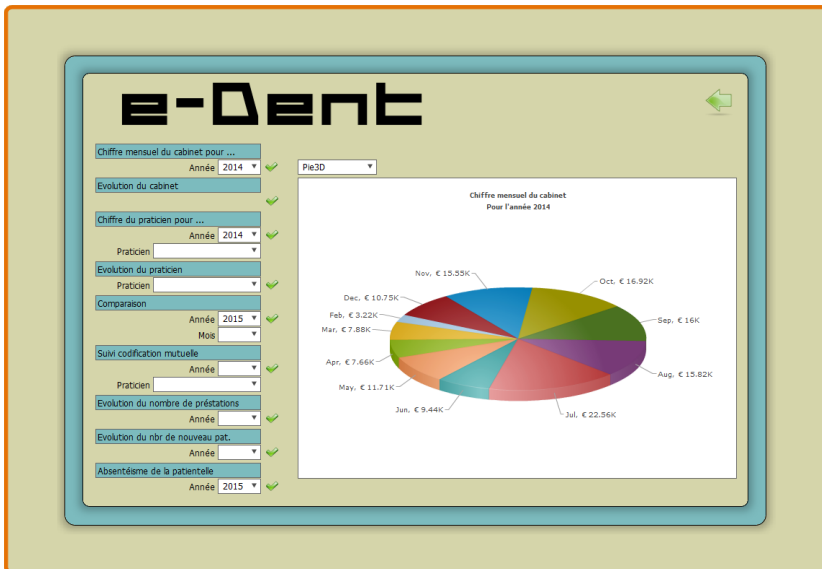 e-Dent
Chiffre mensuel du cabinet pour ...
Année 2014
Pie3D
Evolution du cabinet
Chiffre du praticien pour ...
Année 2014
Praticien
Evolution du praticien
Praticien
Comparaison
Année 2015
Mois
Suivi codification mutuelle
Année
Praticien
Evolution du nombre de préstations
Année
Evolution du nbr de nouveau pat.
Année
Absentéisme de la patientelle
Année 2015
Chiffre mensuel du cabinet
Pour l'année 2014
Nov, € 15.55K
Oct, € 16.92K
Dec, € 10.75K
Feb, € 3.22K
Sep, € 16K
Mar, € 7.88K
Apr, € 7.66K
Aug, € 15.82K
May, € 11.71K
Jun, € 9.44K
Jul, € 22.56K